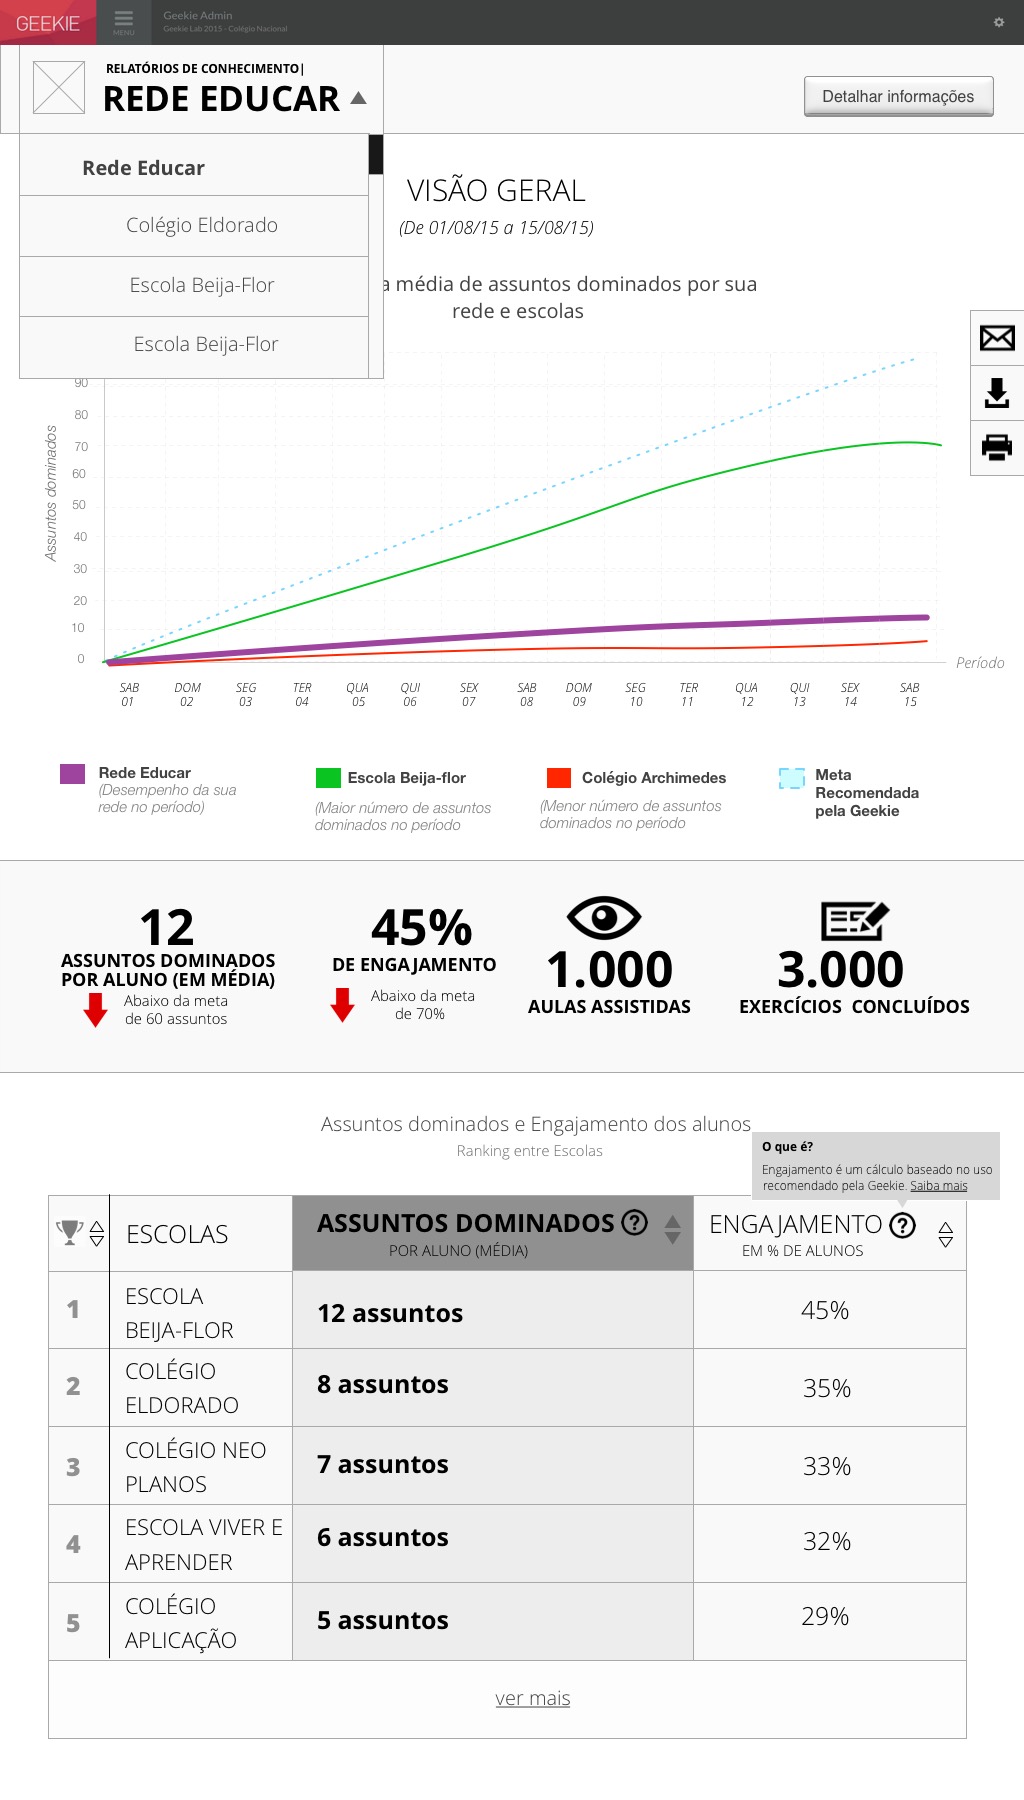 GEEKIE
MENU
Geekie Admin
Geekie Lab 2015 - Colégio Nacional
RELATÓRIOS DE CONHECIMENTO|
REDE EDUCAR
Detalhar informações
Rede Educar
Colégio Eldorado
Escola Beija-Flor
Escola Beija-Flor
VISÃO GERAL
(De 01/08/15 a 15/08/15)
a média de assuntos dominados por sua
rede e escolas
Assuntos dominados
90
80
70
60
50
40
30
20
10
0
Período
SAB DOM SEG TER QUA QUI SEX SAB DOM SEG TER QUA QUI SEX SAB
01 02 03 04 05 06 07 08 09 10 11 12 13 14 15
Rede Educar
(Desempenho da sua
rede no período)
Escola Beija-flor
(Maior número de assuntos
dominados no período
Colégio Archimedes
(Menor número de assuntos
dominados no período
Meta
Recomendada
pela Geekie
12
ASSUNTOS DOMINADOS
POR ALUNO (EM MÉDIA)
Abaixo da meta
de 60 assuntos
45%
DE ENGAJAMENTO
Abaixo da meta
de 70%
1.000
AULAS ASSISTIDAS
3.000
EXERCÍCIOS CONCLUÍDOS
Assuntos dominados e Engajamento dos alunos
Ranking entre Escolas
O que é?
Engajamento é um cálculo baseado no uso
recomendado pela Geekie. Saiba mais
ESCOLAS
ASSUNTOS DOMINADOS ?
POR ALUNO (MÉDIA)
ENGAJAMENTO ?
EM % DE ALUNOS
1
ESCOLA
BEIJA-FLOR
12 assuntos
45%
2
COLÉGIO
ELDORADO
8 assuntos
35%
3
COLÉGIO NEO
PLANOS
7 assuntos
33%
4
ESCOLA VIVER E
APRENDER
6 assuntos
32%
5
COLÉGIO
APLICAÇÃO
5 assuntos
29%
ver mais